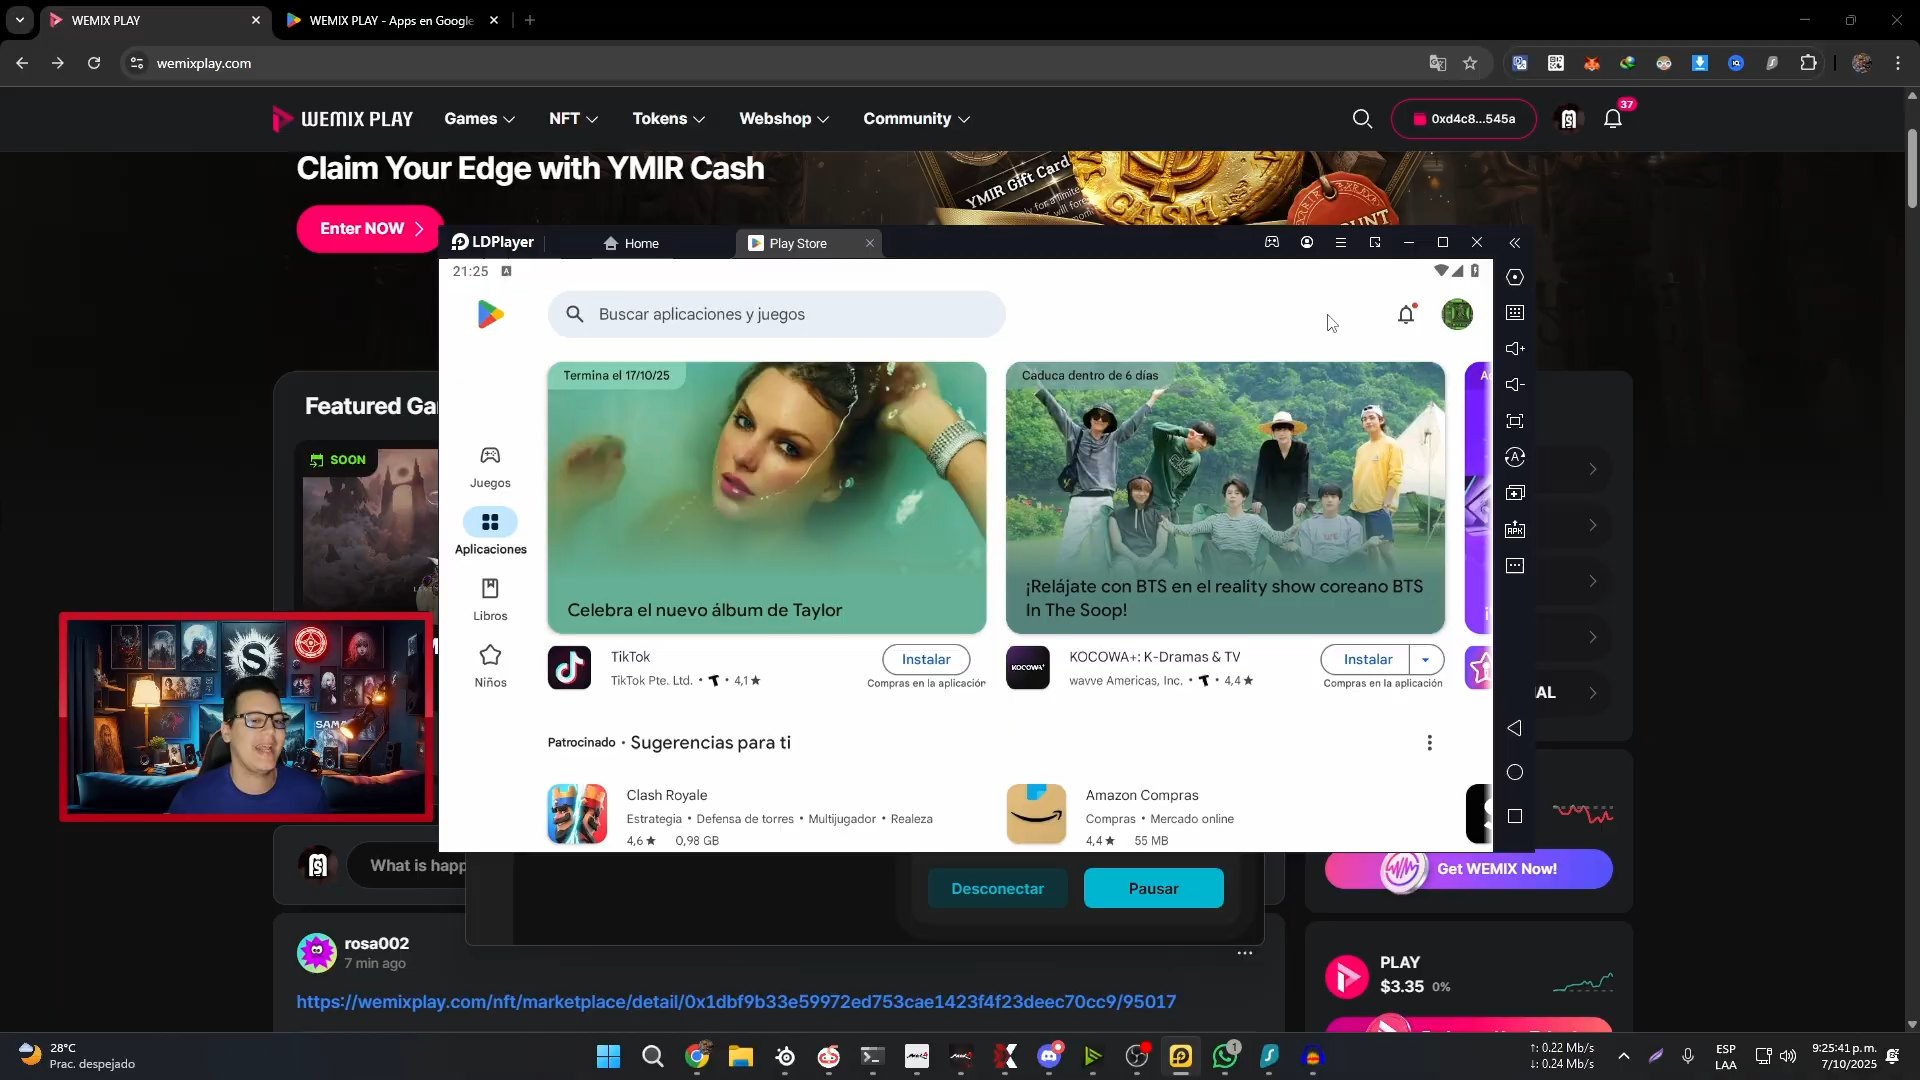 WEMIX PLAY
WEMIX PLAY - Apps en Google
wemixplay.com
WEMIX PLAY
Games
NFT
Tokens
Webshop
Community
0xd4c8...545a
37
Claim Your Edge with YMIR Cash
YMIR Gift Card
CASH
Enter NOW
LDPlayer
Home
Play Store
21:25
Buscar aplicaciones y juegos
Featured Ga
SOON
Juegos
Aplicaciones
Libros
Niños
Termina el 17/10/25
Celebra el nuevo álbum de Taylor
Caduca dentro de 6 días
¡Relájate con BTS en el reality show coreano BTS
In The Soop!
TikTok
TikTok Pte. Ltd. • T • 4,1★
Instalar
Compras en la aplicación
KOCOWA+
KOCOWA+: K-Dramas & TV
wavve Americas, Inc. • T • 4,4★
Instalar
Compras en la aplicación
Patrocinado • Sugerencias para ti
Clash Royale
Estrategia • Defensa de torres • Multijugador • Realeza
4,6★ 0,98 GB
Amazon Compras
Compras • Mercado online
4,4★ 55 MB
APK
AL
S
SAMA
What is happ
Desconectar
Pausar
Get WEMIX Now!
rosa002
7 min ago
https://wemixplay.com/nft/marketplace/detail/0x1dbf9b33e59972ed753cae1423f4f23deec70cc9/95017
PLAY
$3.35 0%
28°C
Prac. despejado
1
↑: 0.22 Mb/s
↓: 0.24 Mb/s
ESP
LAA
9:25:41 p. m.
7/10/2025